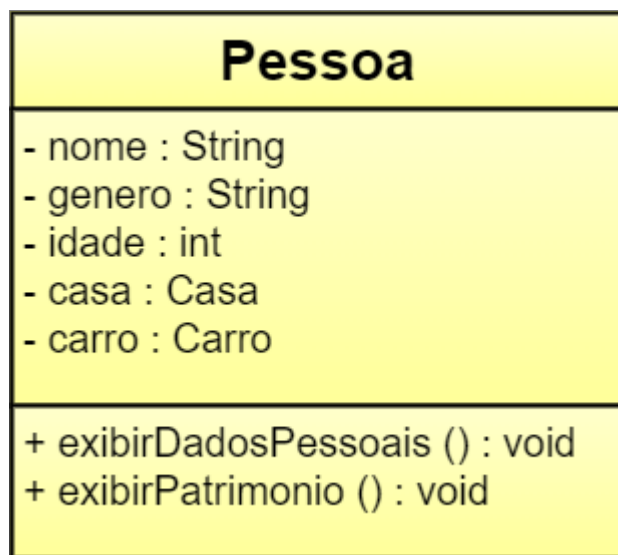 Pessoa
- nome : String
- genero : String
- idade : int
- casa : Casa
- carro : Carro
+ exibirDadosPessoais () : void
+ exibirPatrimonio () : void